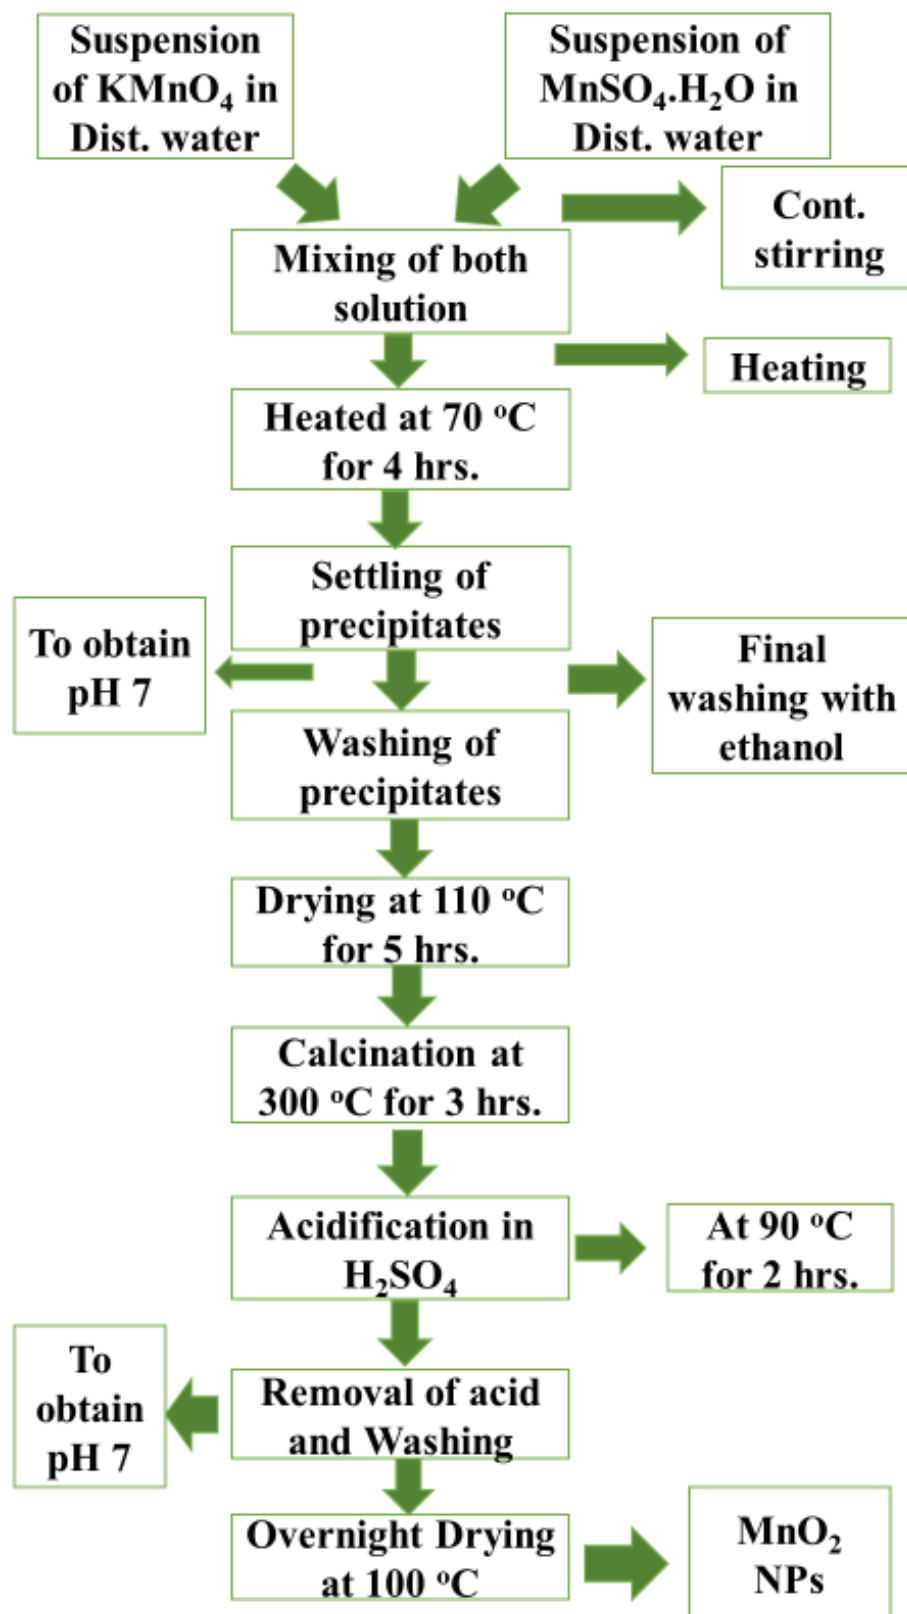 Suspension
of KMnO₄ in
Dist. water
Suspension of
MnSO₄.H₂O in
Dist. water
Cont.
stirring
Mixing of both
solution
Heating
Heated at 70 °C
for 4 hrs.
Settling of
precipitates
To obtain
pH 7
Final
washing with
ethanol
Washing of
precipitates
Drying at 110 °C
for 5 hrs.
Calcination at
300 °C for 3 hrs.
Acidification in
H₂SO₄
At 90 °C
for 2 hrs.
To
obtain
pH 7
Removal of acid
and Washing
Overnight Drying
at 100 °C
MnO₂
NPs